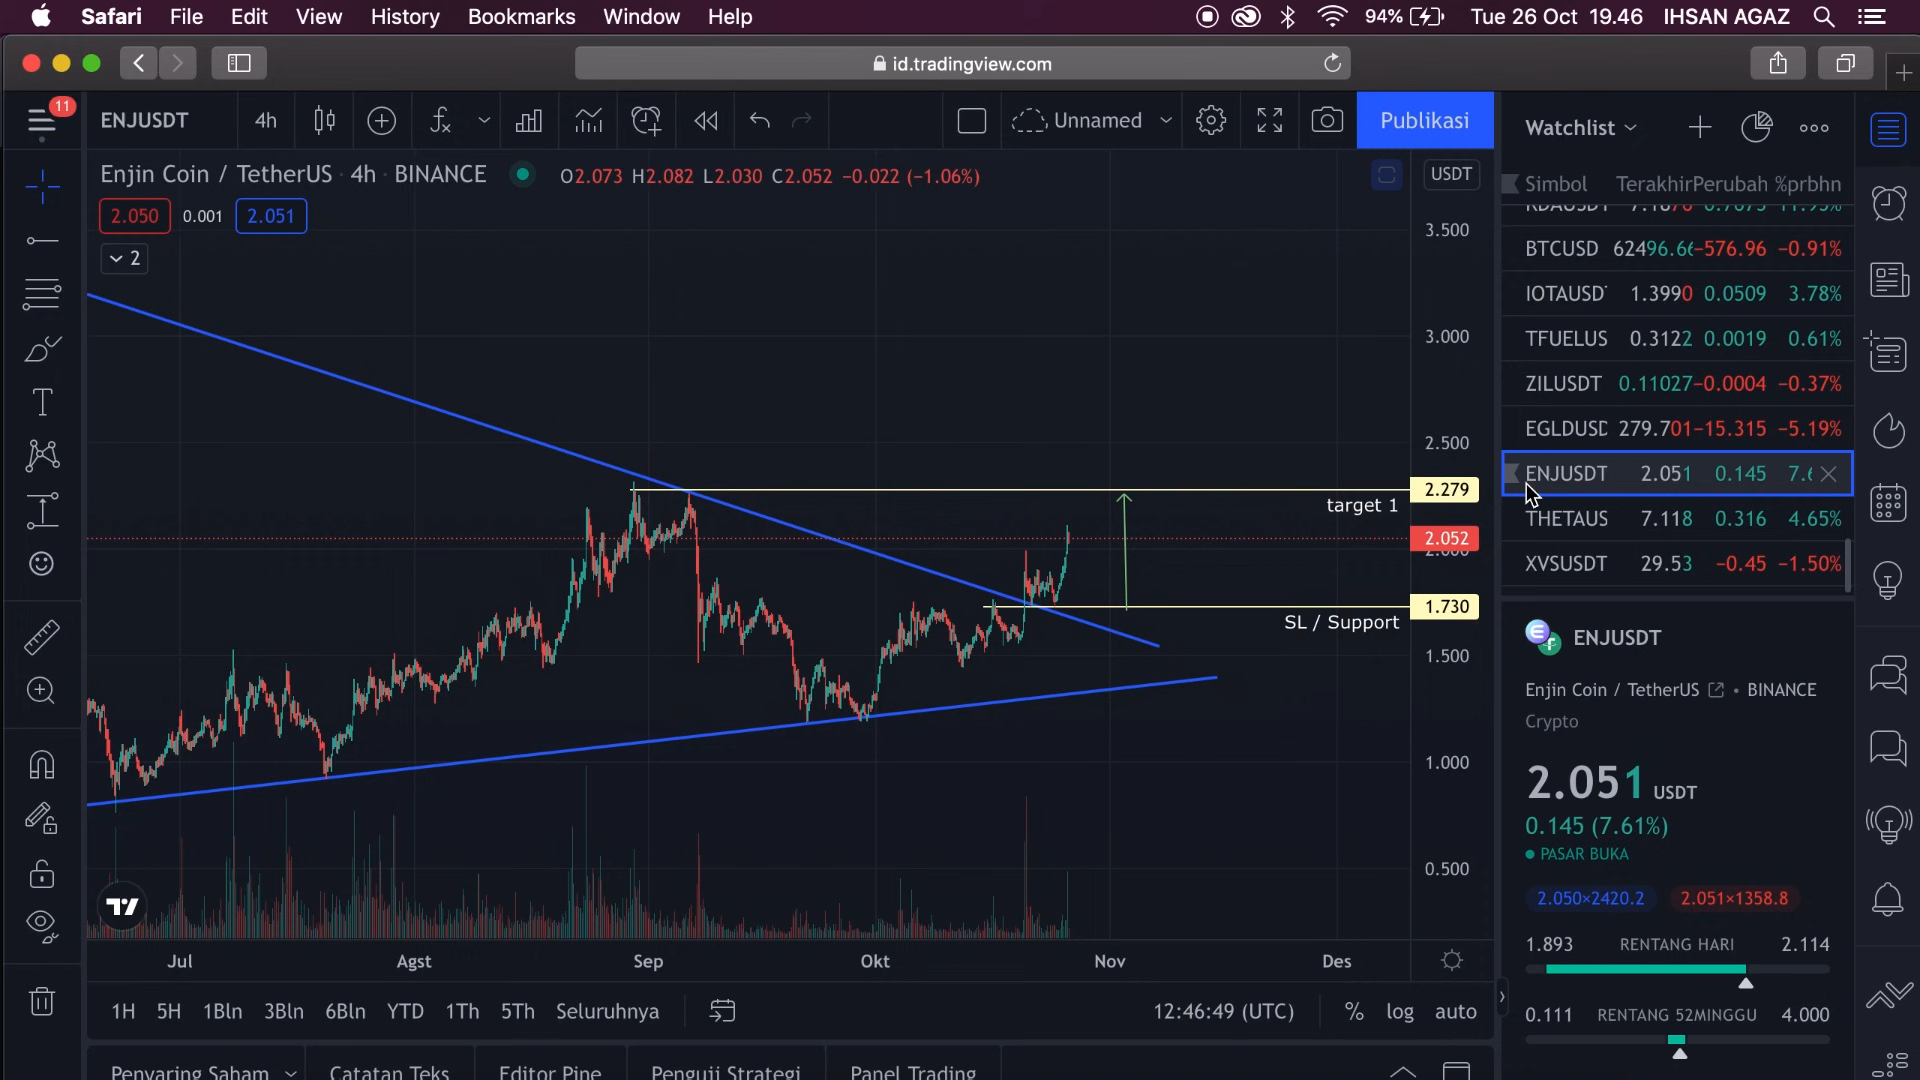 Safari File Edit View History Bookmarks Window Help 94% Tue 26 Oct 19.46 IHSAN AGAZ
id.tradingview.com
11
ENJUSDT 4h Unnamed Publikasi
Watchlist
Enjin Coin / TetherUS · 4h · BINANCE O2.073 H2.082 L2.030 C2.052 −0.022 (−1.06%)
USDT
2.050 0.001 2.051
2
Simbol Terakhir Perubah %prbhn
BTCUSD 62496.66 −576.96 −0.91%
IOTAUSD 1.3990 0.0509 3.78%
TFUELUS 0.3122 0.0019 0.61%
ZILUSDT 0.11027 −0.0004 −0.37%
EGLDUSD 279.701 −15.315 −5.19%
ENJUSDT 2.051 0.145 7.6
THETAUS 7.118 0.316 4.65%
XVSUSDT 29.53 −0.45 −1.50%
3.500
3.000
2.500
2.279
target 1
2.052
2.000
1.730
SL / Support
1.500
1.000
0.500
Jul Agst Sep Okt Nov Des
1H 5H 1Bln 3Bln 6Bln YTD 1Th 5Th Seluruhnya 12:46:49 (UTC) % log auto
Penyaring Saham Catatan Teks Editor Pine Penguji Strategi Panel Trading
ENJUSDT
Enjin Coin / TetherUS • BINANCE
Crypto
2.051 USDT
0.145 (7.61%)
PASAR BUKA
2.050×2420.2 2.051×1358.8
1.893 RENTANG HARI 2.114
0.111 RENTANG 52MINGGU 4.000